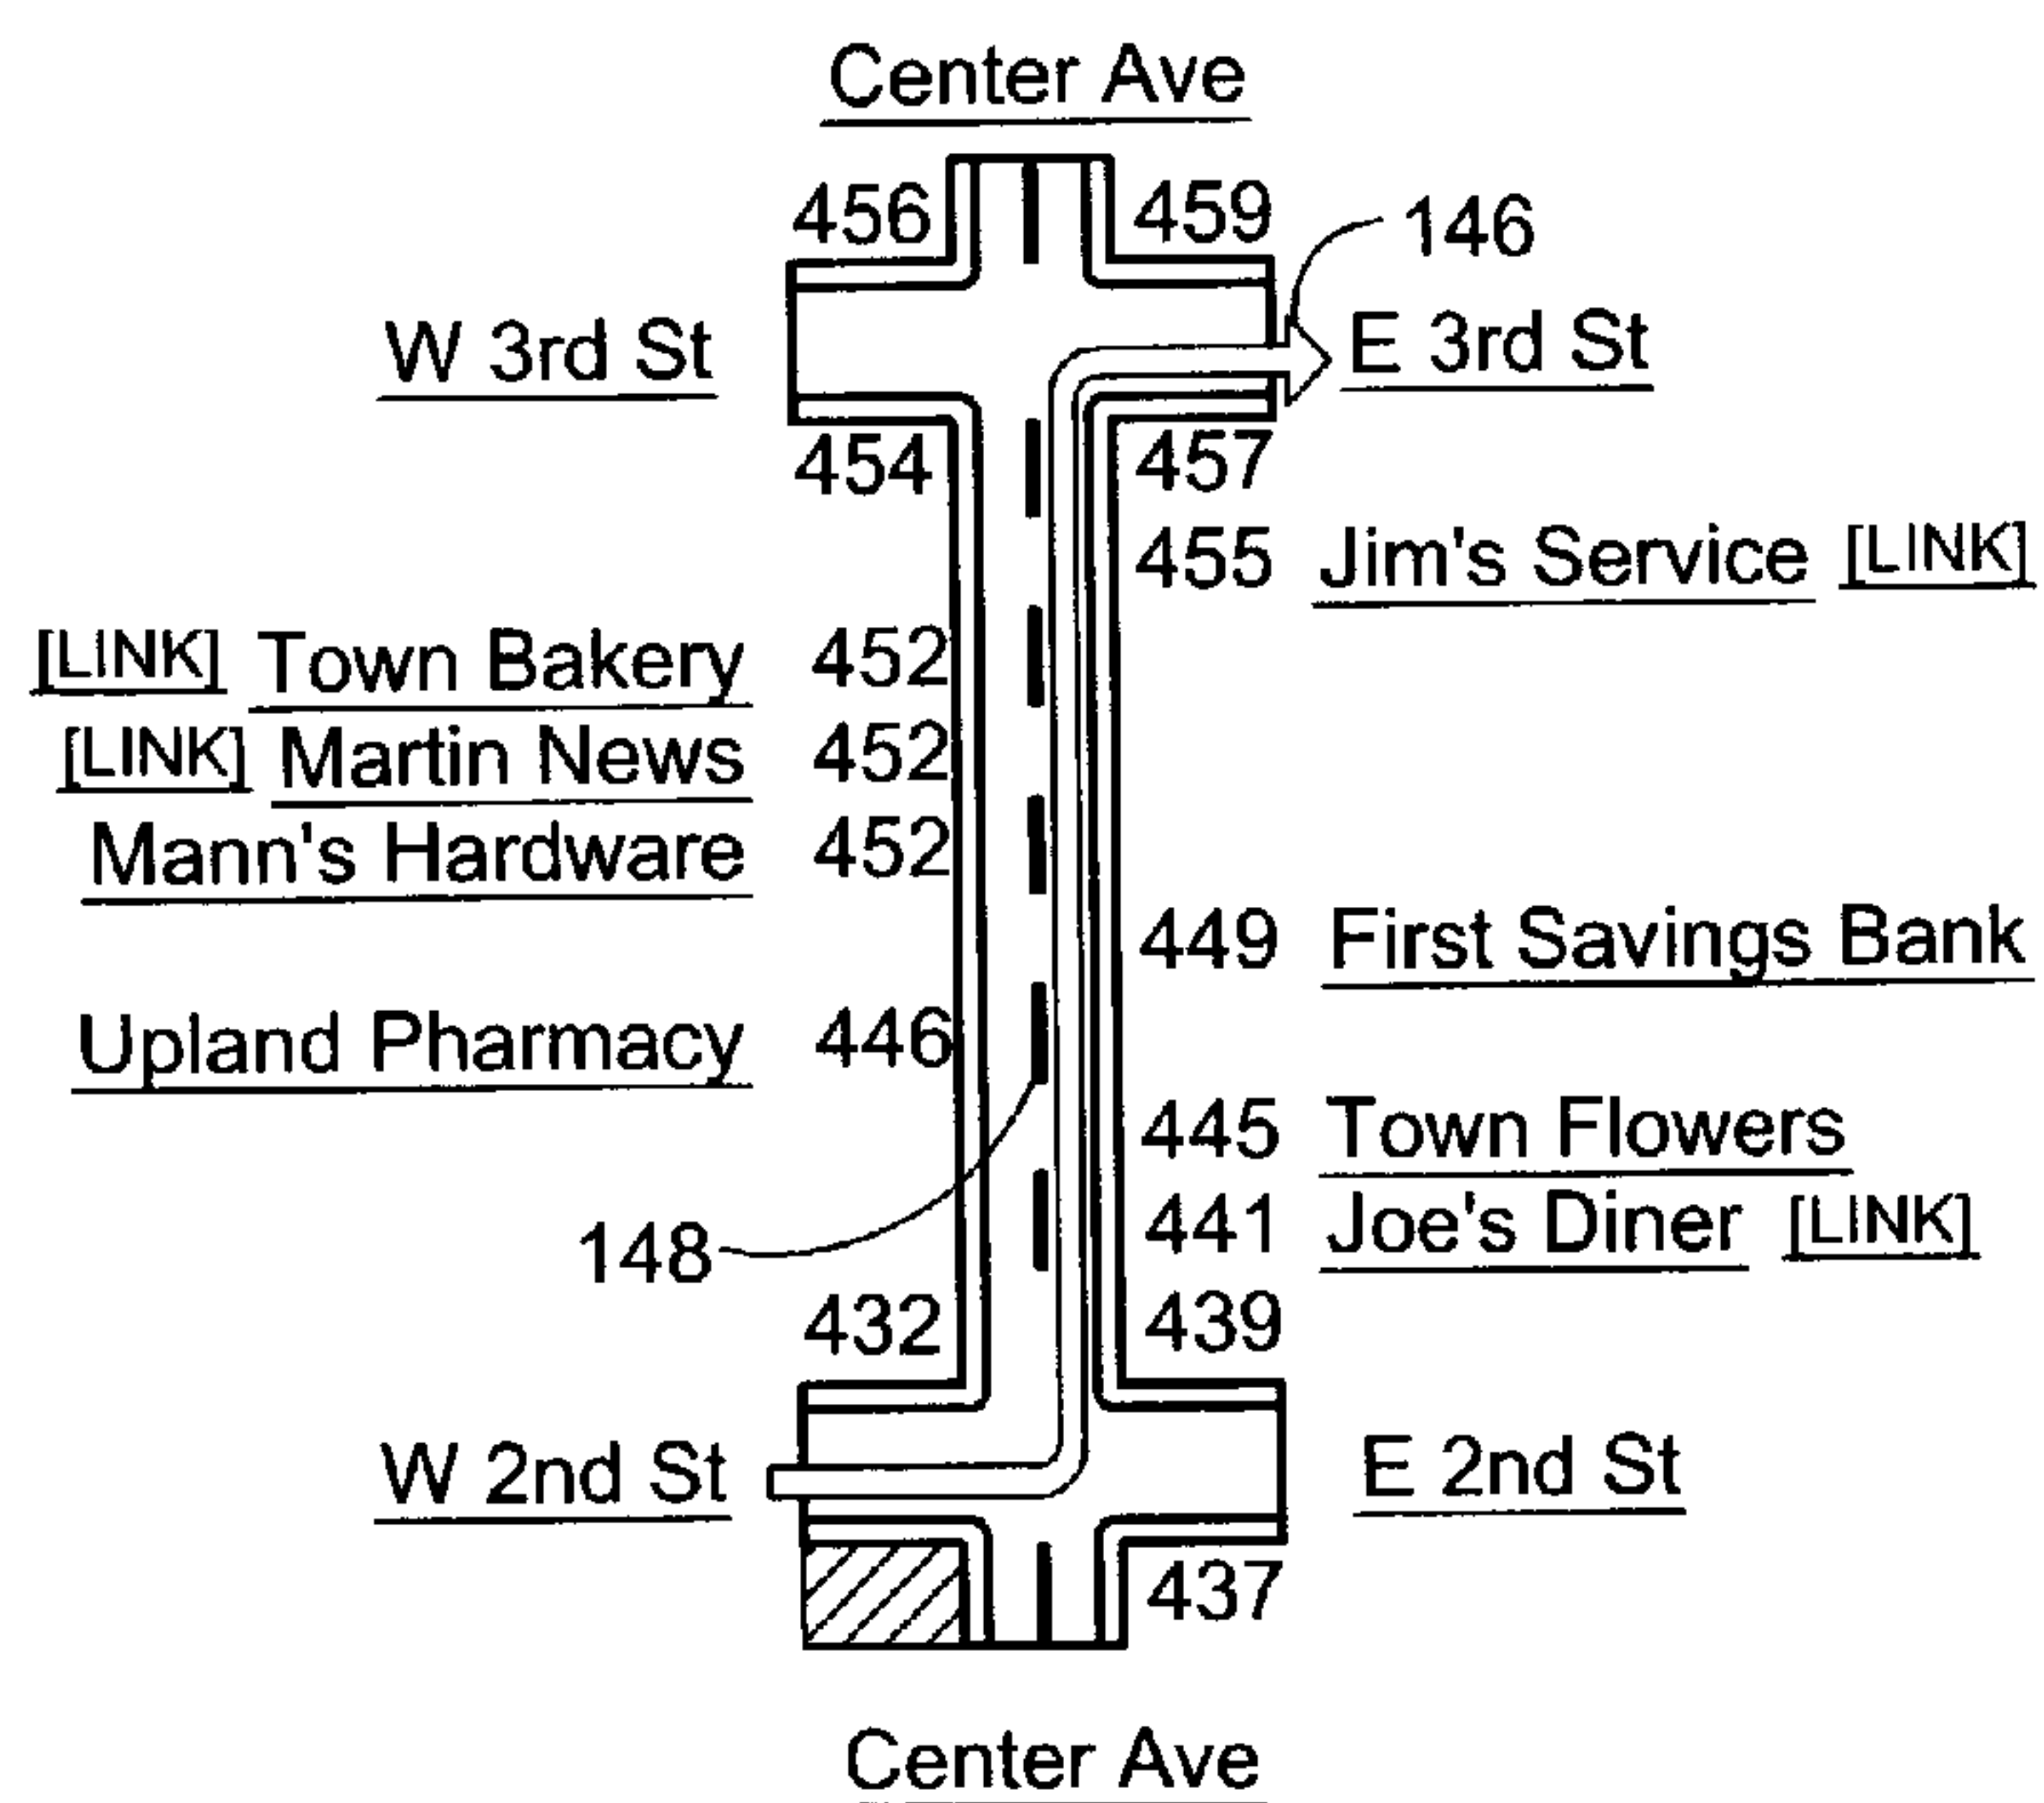 Center Ave
456 459 146
W 3rd St E 3rd St
454 457
455 Jim's Service [LINK]
[LINK] Town Bakery 452
[LINK] Martin News 452
Mann's Hardware 452
449 First Savings Bank
Upland Pharmacy 446
445 Town Flowers
148 441 Joe's Diner [LINK]
432 439
W 2nd St E 2nd St
437
Center Ave